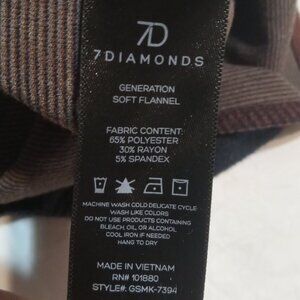 7D
7DIAMONDS
GENERATION
SOFT FLANNEL
FABRIC CONTENT:
65% POLYESTER
30% RAYON
5% SPANDEX
MACHINE WASH COLD DELICATE CYCLE
WASH LIKE COLORS
DO NOT USE PRODUCTS CONTAINING
BLEACH, OIL, OR ALCOHOL
COOL IRON IF NEEDED
HANG TO DRY
MADE IN VIETNAM
RN# 101880
STYLE#: GSMK-7394